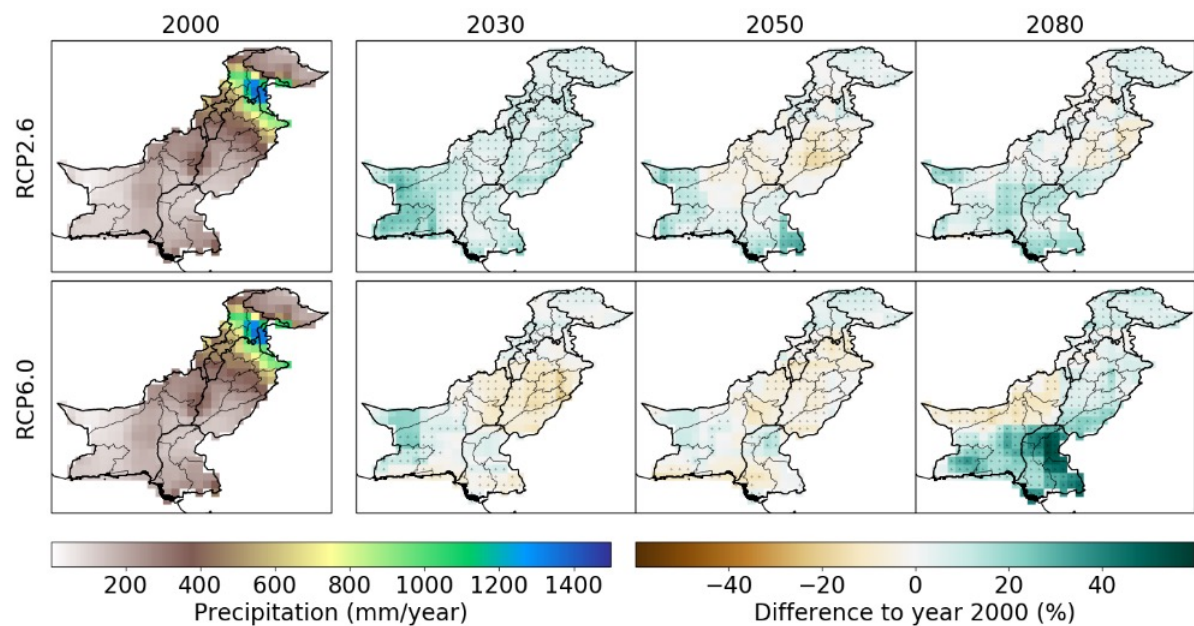 2000 2030 2050 2080
RCP2.6
RCP6.0
200 400 600 800 1000 1200 1400
Precipitation (mm/year)
−40 −20 0 20 40
Difference to year 2000 (%)